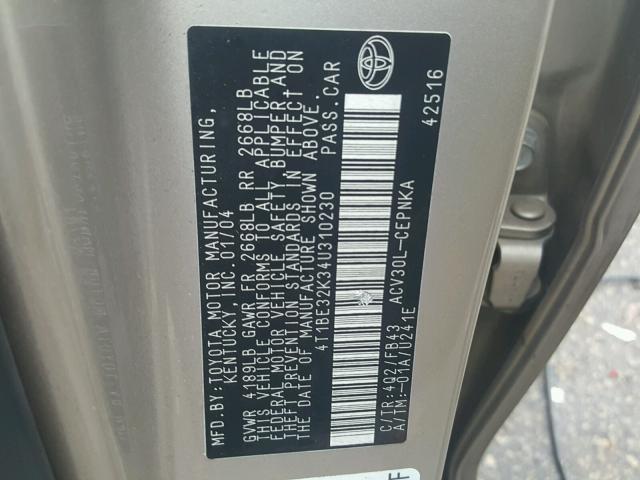 MFD.BY:TOYOTA MOTOR MANUFACTURING,
KENTUCKY, INC.01/04
GVWR 4189LB GAWR FR 2668LB RR 2668LB
THIS VEHICLE CONFORMS TO ALL APPLICABLE
FEDERAL MOTOR VEHICLE SAFETY, BUMPER AND
THEFT PREVENTION STANDARDS IN EFFECT ON
THE DATE OF MANUFACTURE SHOWN ABOVE.
4T1BE32K34U310230 PASS.CAR
ACV30L-CEPNKA 42516
C/TR:4Q2/FB43
A/TM:-01A/U241E
F